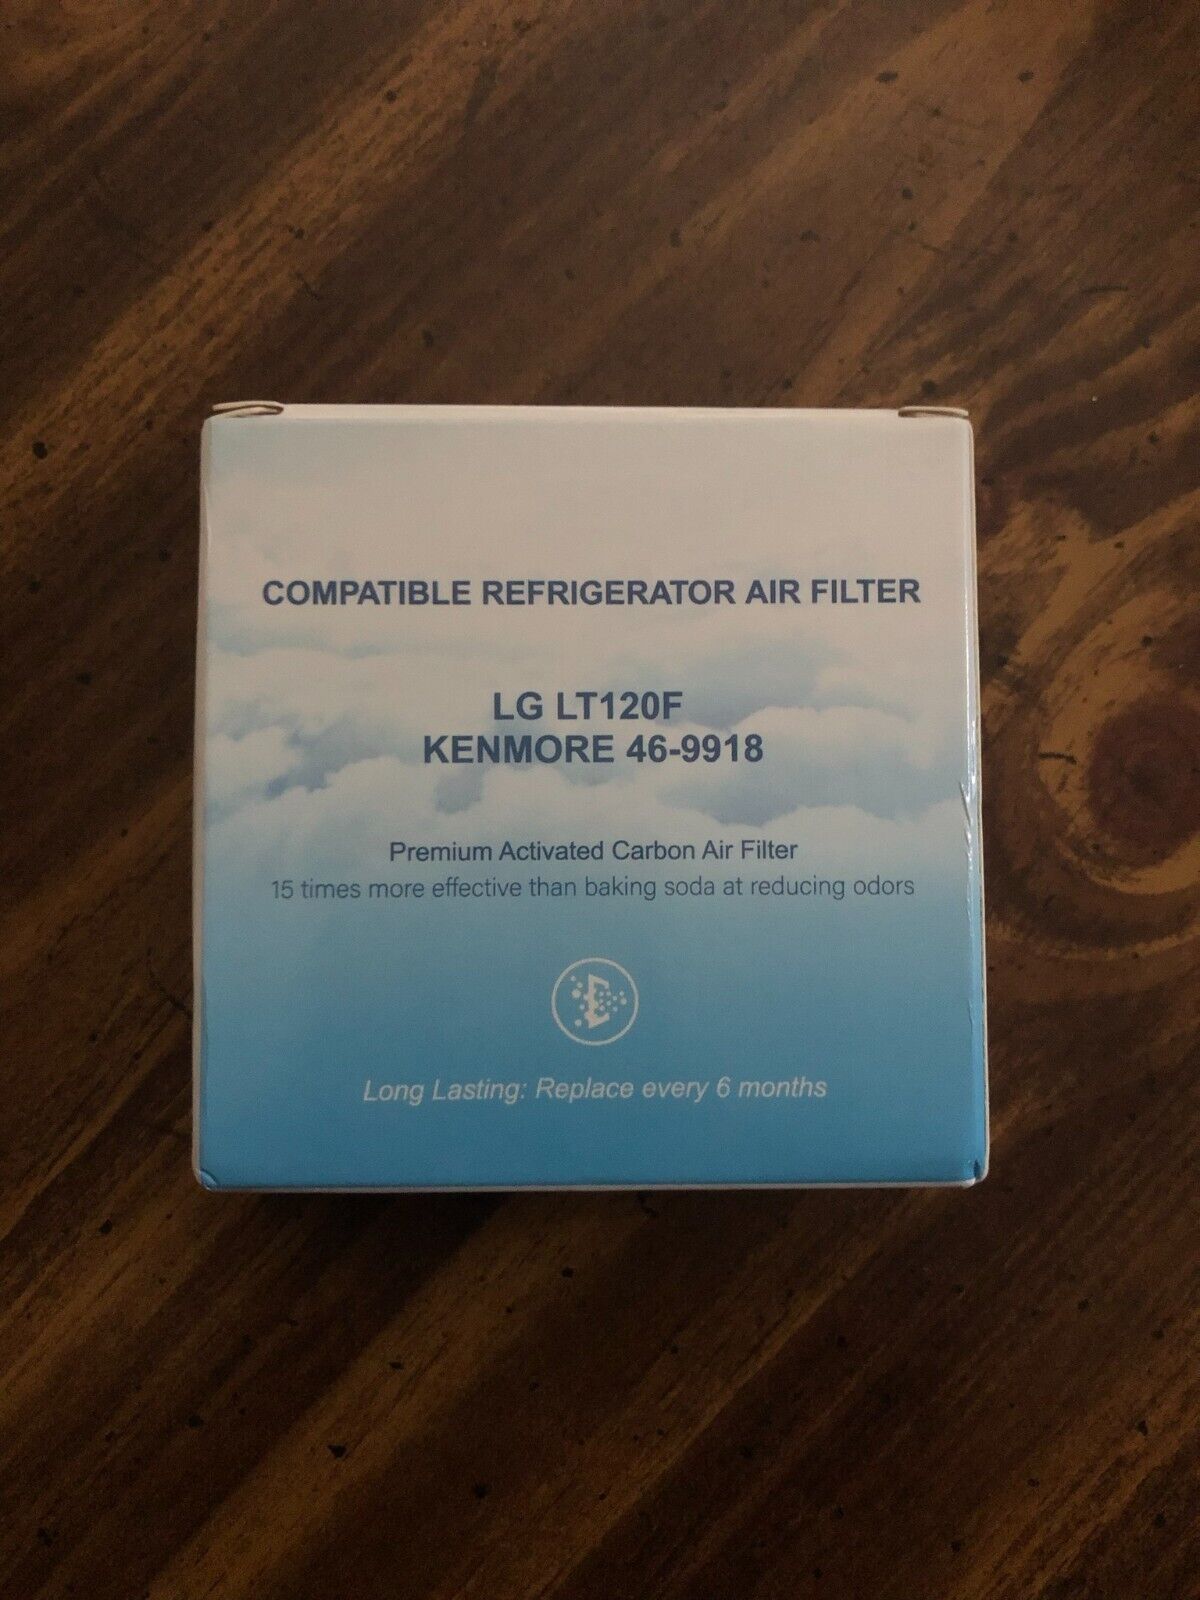 COMPATIBLE REFRIGERATOR AIR FILTER
LG LT120F
KENMORE 46-9918
Premium Activated Carbon Air Filter
15 times more effective than baking soda at reducing odors
Long Lasting: Replace every 6 months